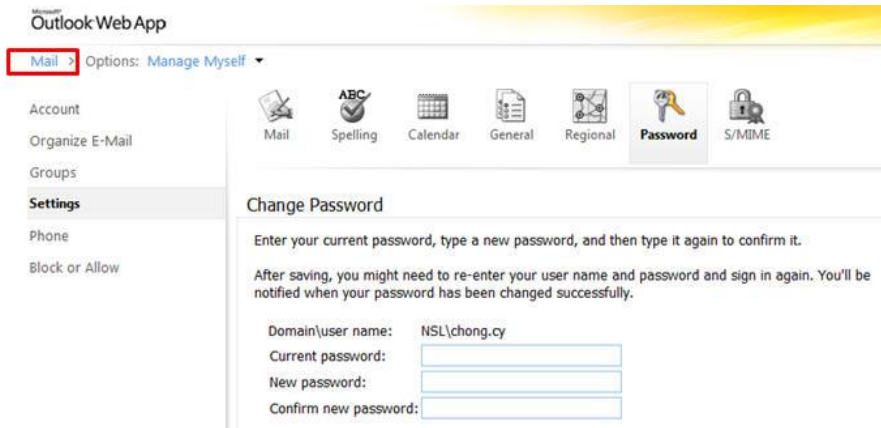 Microsoft®
Outlook Web App
Mail > Options: Manage Myself
Account
Organize E-Mail
Groups
Settings
Phone
Block or Allow
ABC
Mail Spelling Calendar General Regional Password S/MIME
Change Password
Enter your current password, type a new password, and then type it again to confirm it.
After saving, you might need to re-enter your user name and password and sign in again. You'll be
notified when your password has been changed successfully.
Domain\user name: NSL\chong.cy
Current password:
New password:
Confirm new password: